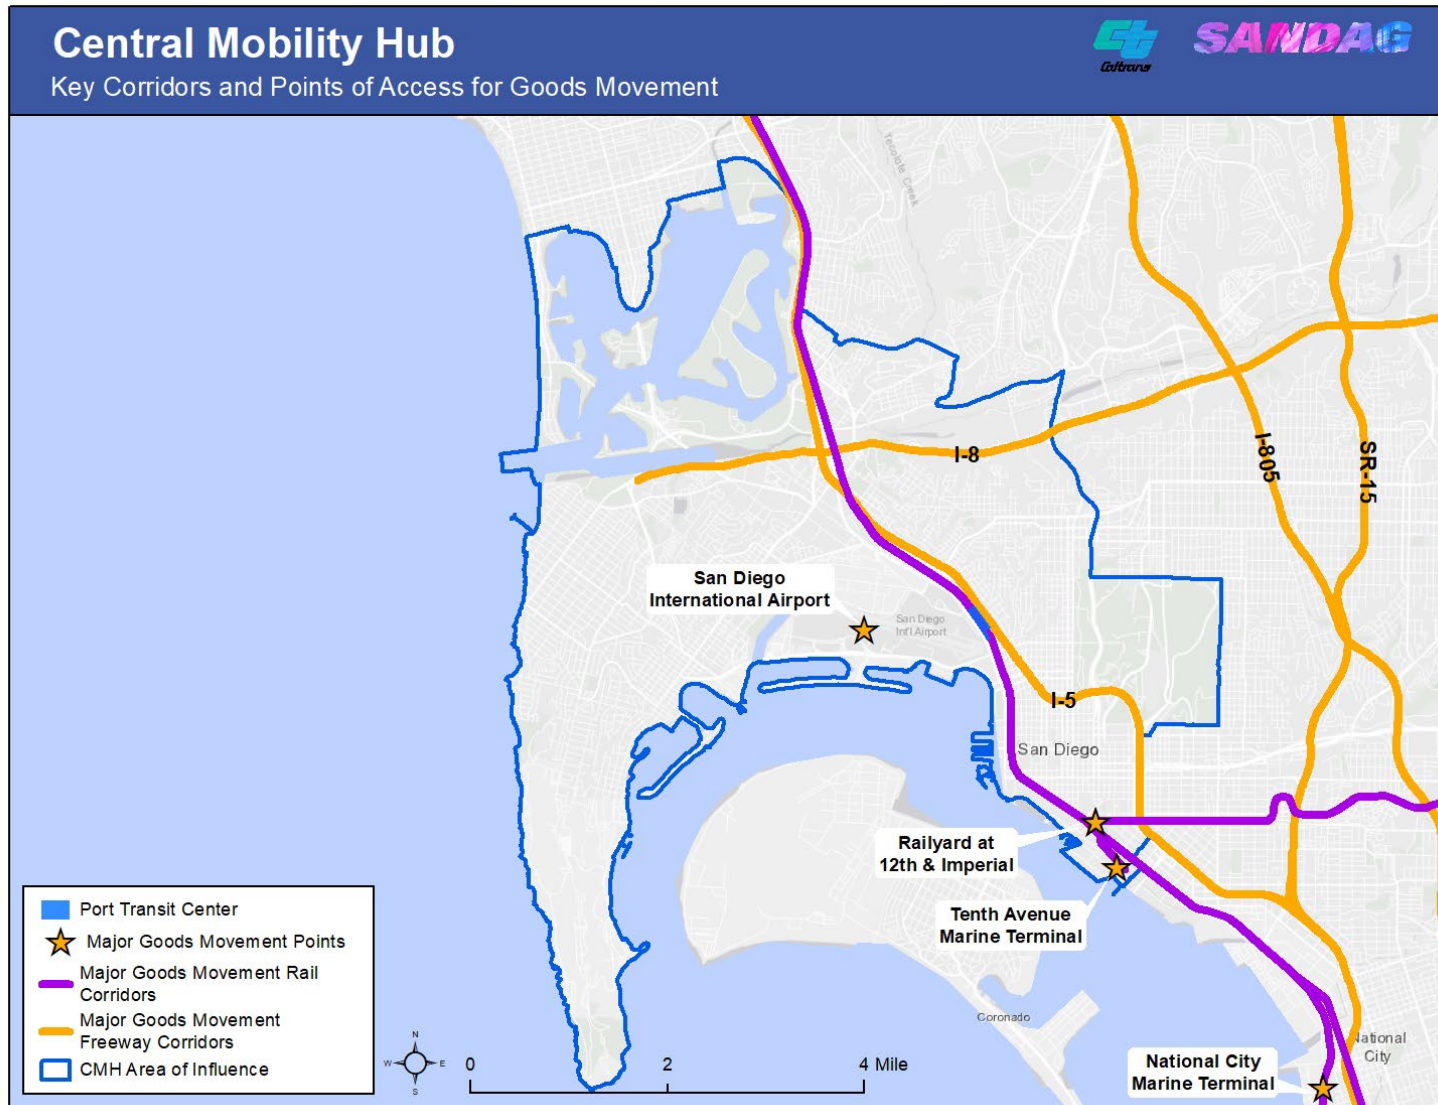 Central Mobility Hub
Key Corridors and Points of Access for Goods Movement
Caltrans
SANDAG
Tecolote Creek
I-8
I-805
SR-15
San Diego
International Airport
San Diego
Int'l Airport
I-5
San Diego
Railyard at
12th & Imperial
Tenth Avenue
Marine Terminal
Coronado
National
City
National City
Marine Terminal
Port Transit Center
Major Goods Movement Points
Major Goods Movement Rail
Corridors
Major Goods Movement
Freeway Corridors
CMH Area of Influence
N
W
E
S
0 2 4 Mile